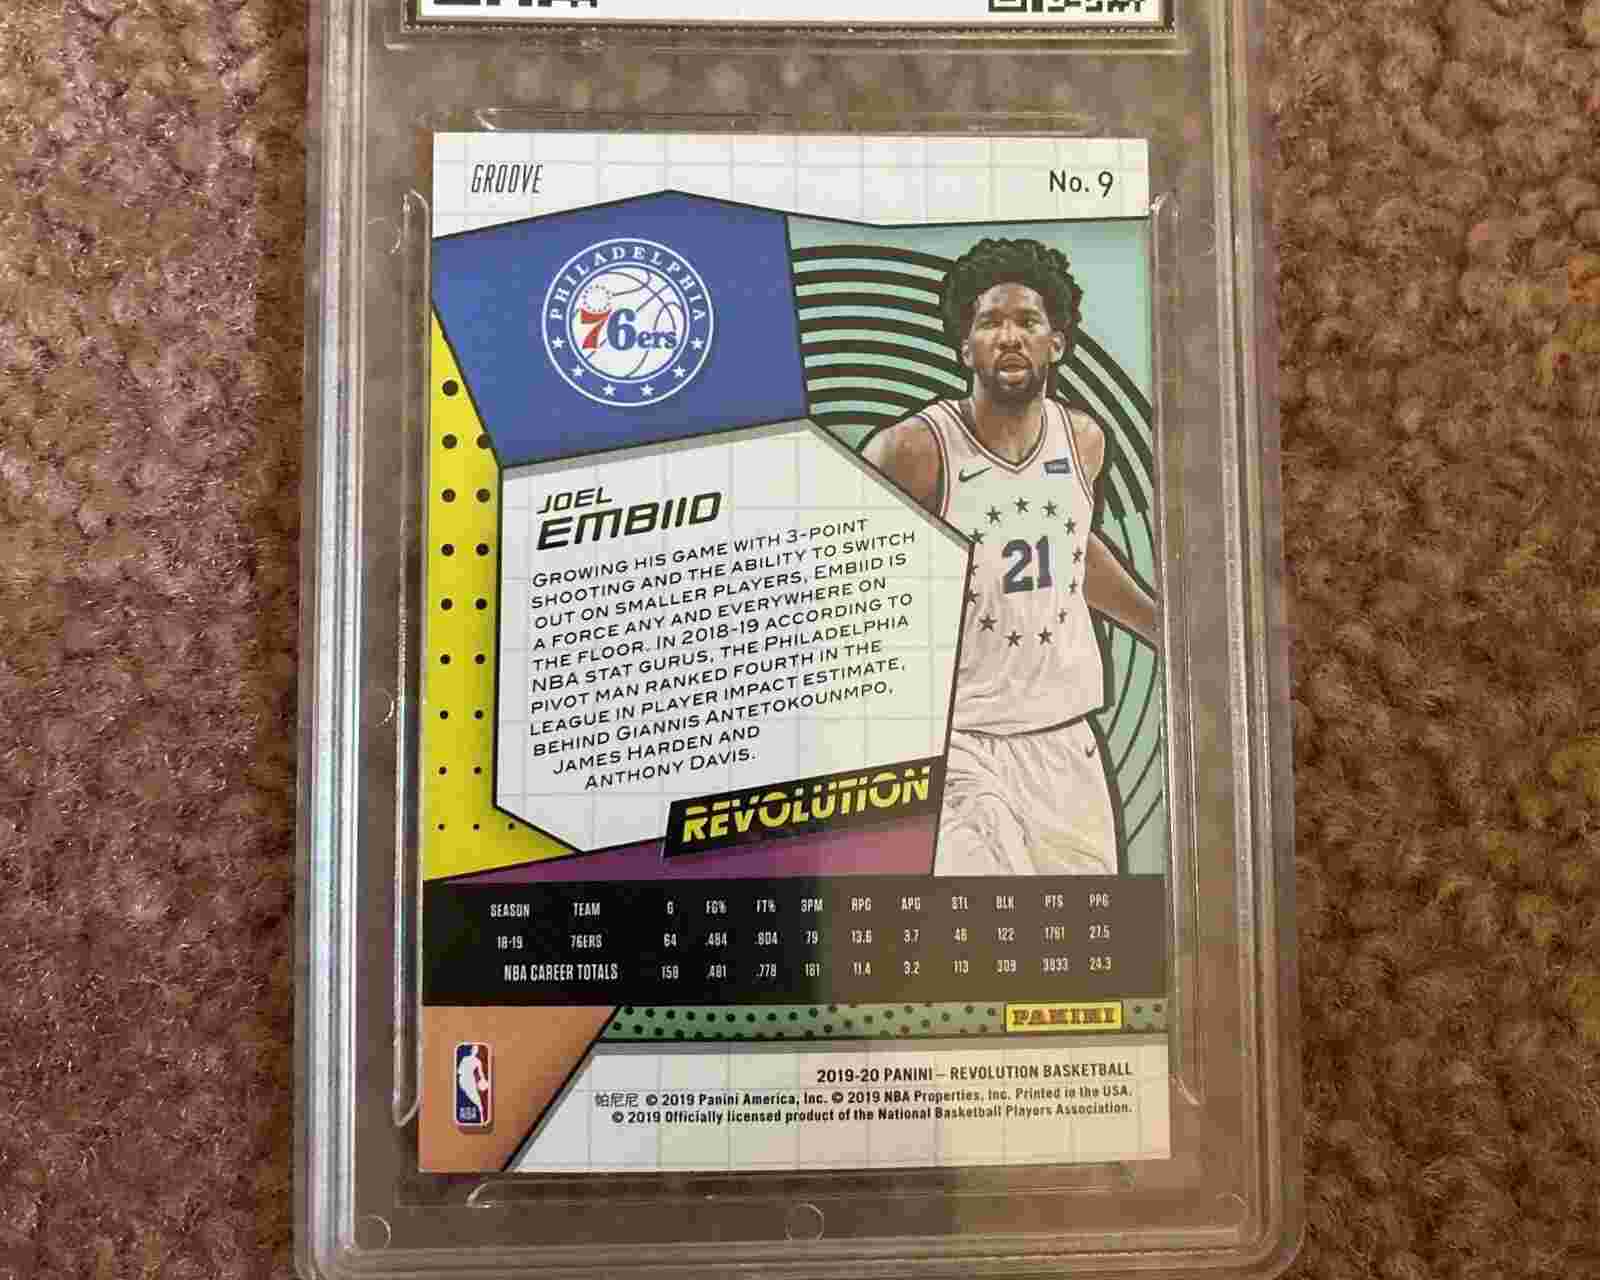 GROOVE
No. 9
PHILADELPHIA
76ers
JOEL
EMBIID
GROWING HIS GAME WITH 3-POINT
SHOOTING AND THE ABILITY TO SWITCH
OUT ON SMALLER PLAYERS, EMBIID IS
A FORCE ANY AND EVERYWHERE ON
THE FLOOR. IN 2018-19 ACCORDING TO
NBA STAT GURUS, THE PHILADELPHIA
PIVOT MAN RANKED FOURTH IN THE
LEAGUE IN PLAYER IMPACT ESTIMATE,
BEHIND GIANNIS ANTETOKOUNMPO,
JAMES HARDEN AND
ANTHONY DAVIS.
21
REVOLUTION
SEASON TEAM G FG% FT% 3PM RPG APG STL BLK PTS PPG
18-19 76ERS 64 .484 .804 79 13.6 3.7 46 122 1761 27.5
NBA CAREER TOTALS 158 .481 .778 181 11.4 3.2 113 309 3833 24.3
PANINI
NBA
2019-20 PANINI – REVOLUTION BASKETBALL
帕尼尼 © 2019 Panini America, Inc. © 2019 NBA Properties, Inc. Printed in the USA.
© 2019 Officially licensed product of the National Basketball Players Association.